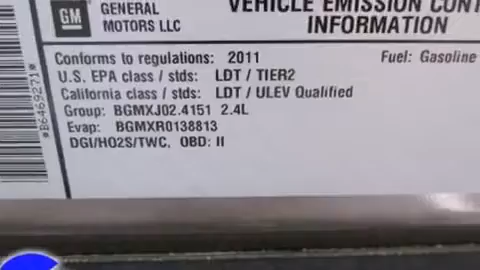 GM
GENERAL
MOTORS LLC
VEHICLE EMISSION
INFORMATION
Conforms to regulations: 2011
Fuel: Gasoline
U.S. EPA class / stds: LDT / TIER2
California class / stds: LDT / ULEV Qualified
Group: BGMXJ02.4151 2.4L
Evap: BGMXR0138813
DGI/HO2S/TWC, OBD: II
*B6469271*